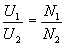 U₁/U₂ = N₁/N₂